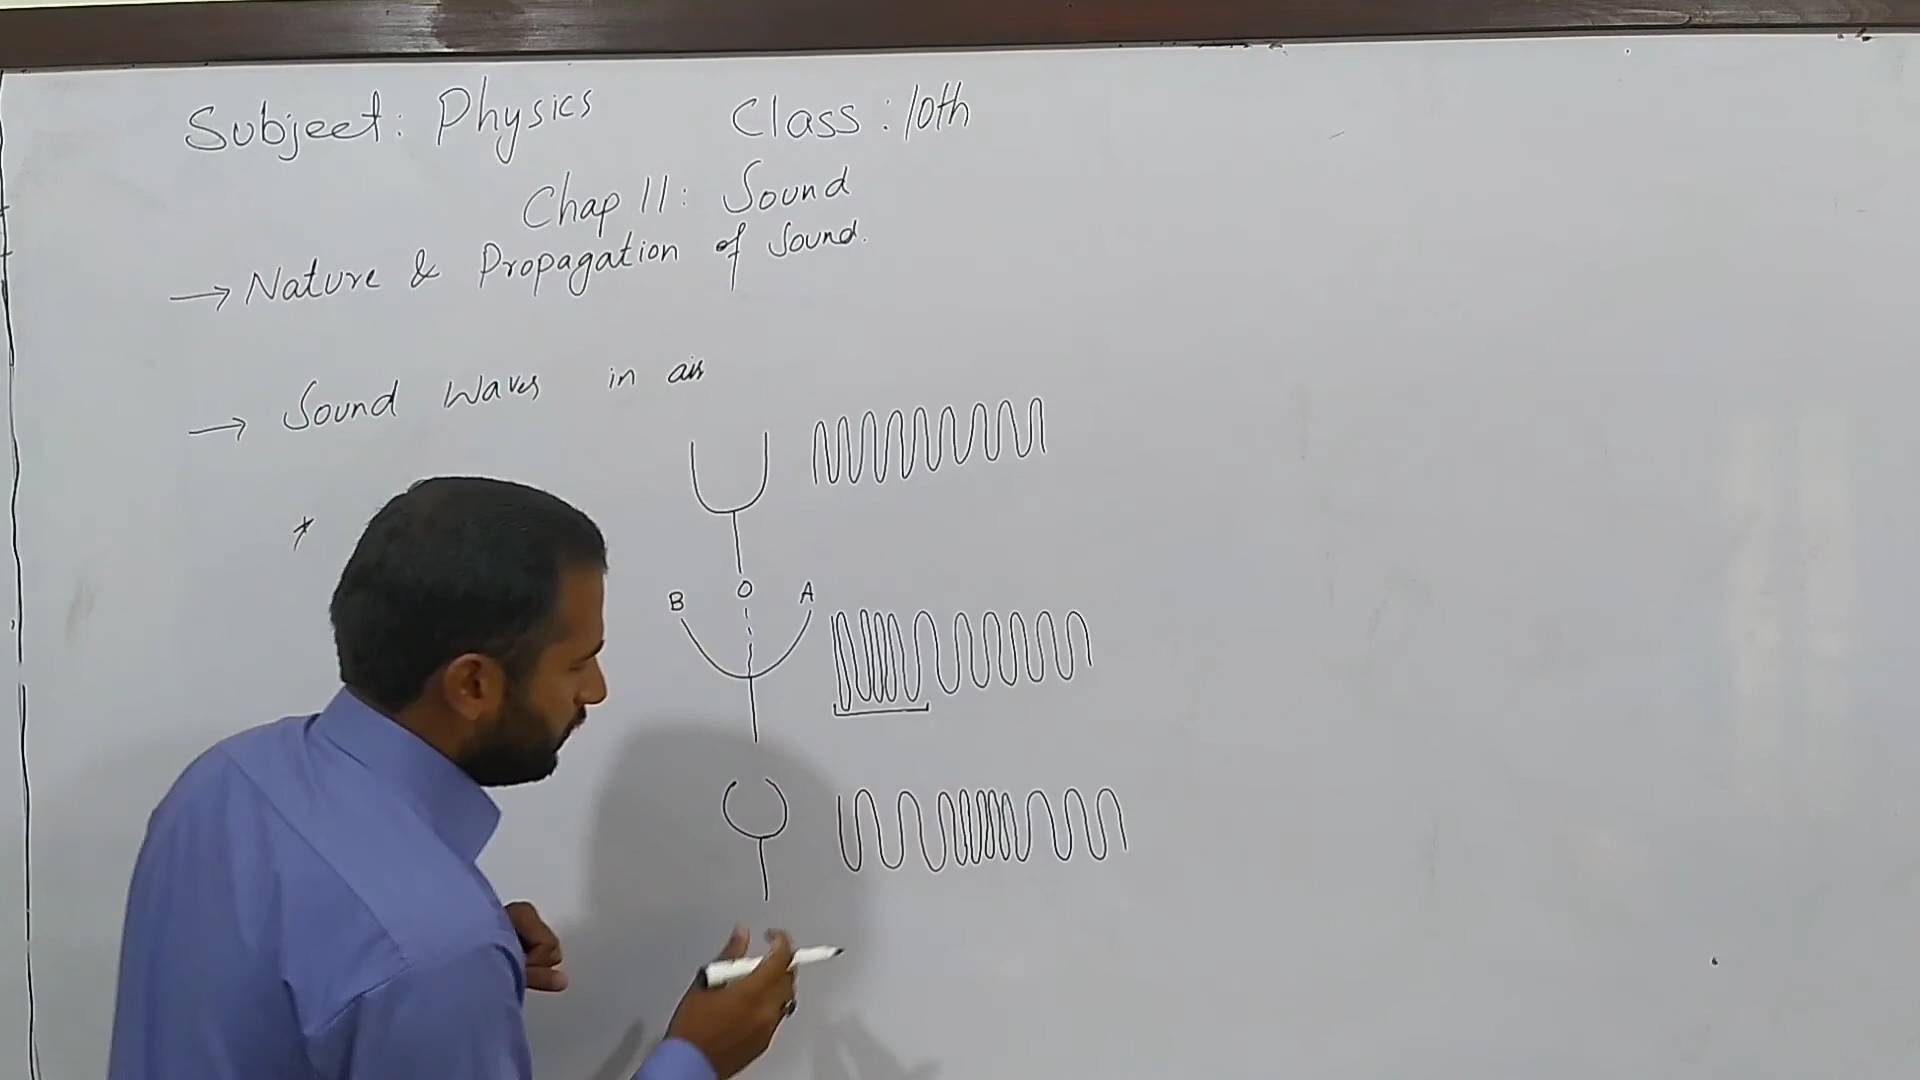 Subject: Physics Class: 10th
Chap 11: Sound
→ Nature & Propagation of Sound.
→ Sound Waves in air
*
B O A